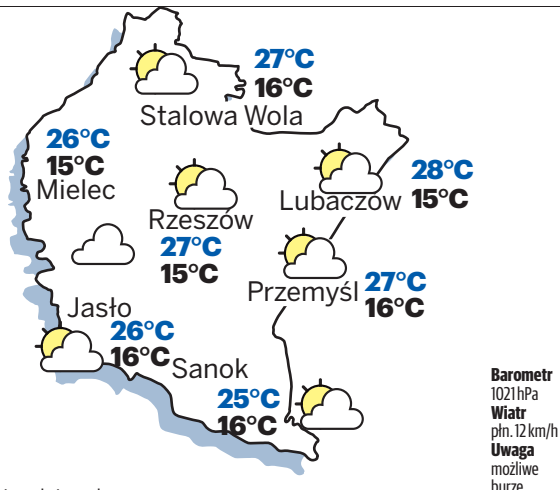 27°C
16°C
Stalowa Wola
26°C
15°C
Mielec
28°C
15°C
Lubaczów
Rzeszów
27°C
15°C
Przemyśl
27°C
16°C
Jasło
26°C
16°C
Sanok
25°C
16°C
Barometr
1021 hPa
Wiatr
płn. 12 km/h
Uwaga
możliwe
burze